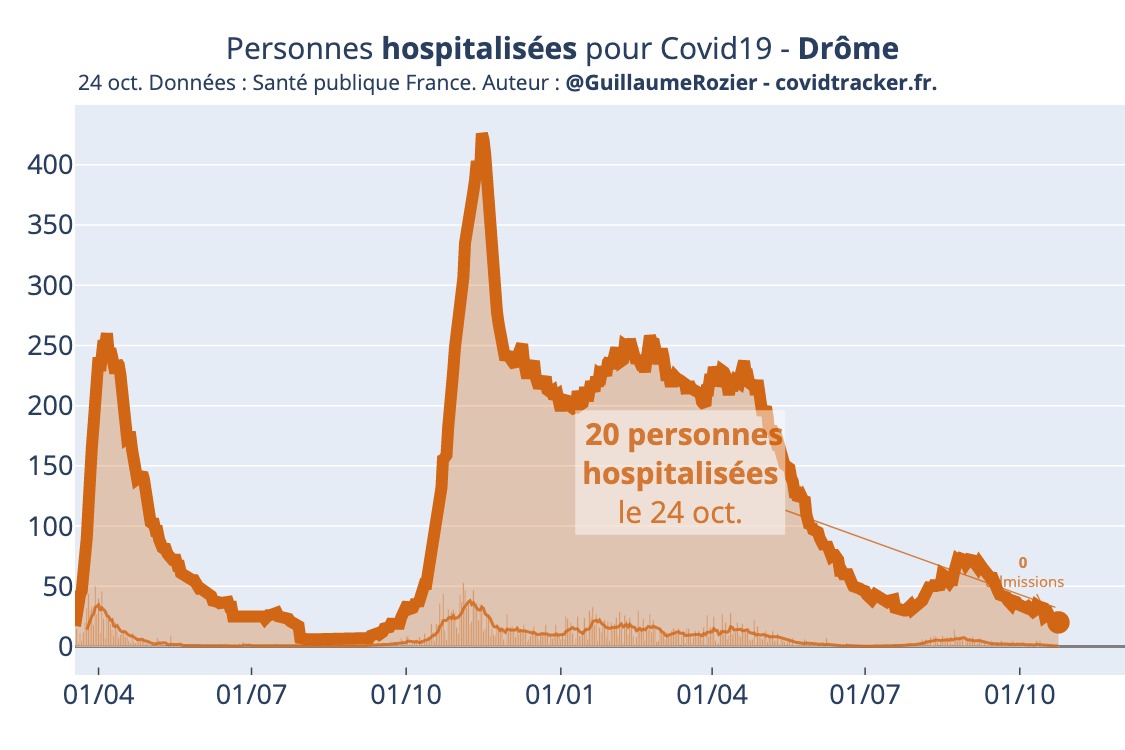 Personnes hospitalisées pour Covid19 - Drôme
24 oct. Données : Santé publique France. Auteur : @GuillaumeRozier - covidtracker.fr.
400
350
300
250
200
150
100
50
0
20 personnes
hospitalisées
le 24 oct.
0
admissions
01/04 01/07 01/10 01/01 01/04 01/07 01/10